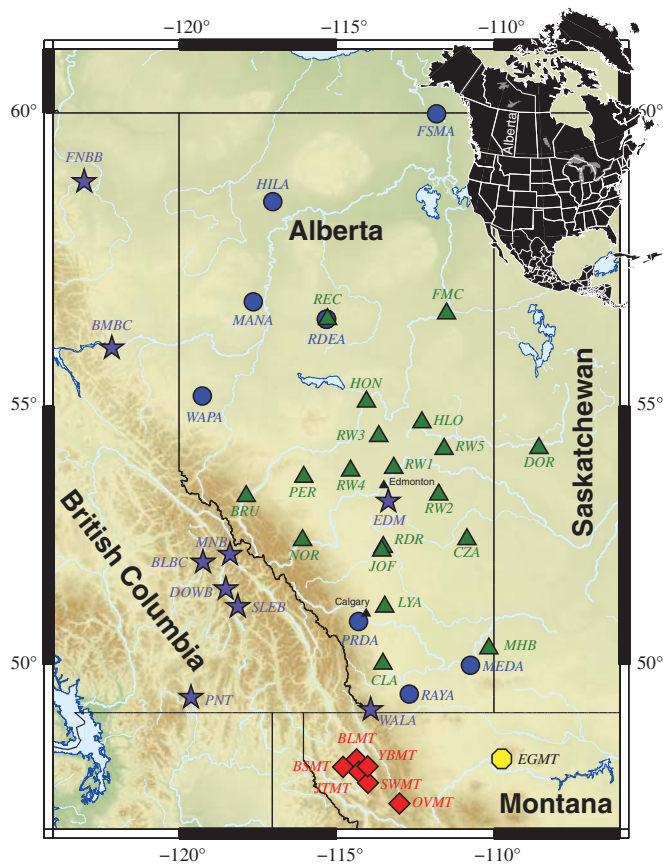 −120° −115° −110°
60°
FSMA
Alberta
FNBB
HILA
Alberta
REC
FMC
MANA
RDEA
BMBC
HON
WAPA
HLO
RW3
RW5
DOR
RW1
RW4
PER
Edmonton
RW2
BRU
EDM
55°
55°
Saskatchewan
British Columbia
MNB
NOR
RDR
CZA
JOF
BLBC
DOWB
SLEB
Calgary
LYA
PRDA
MHB
50°
50°
CLA
MEDA
PNT
RAYA
WALA
BLMT
YBMT
BSMT
EGMT
JTMT
SWMT
OVMT
Montana
−120° −115° −110°